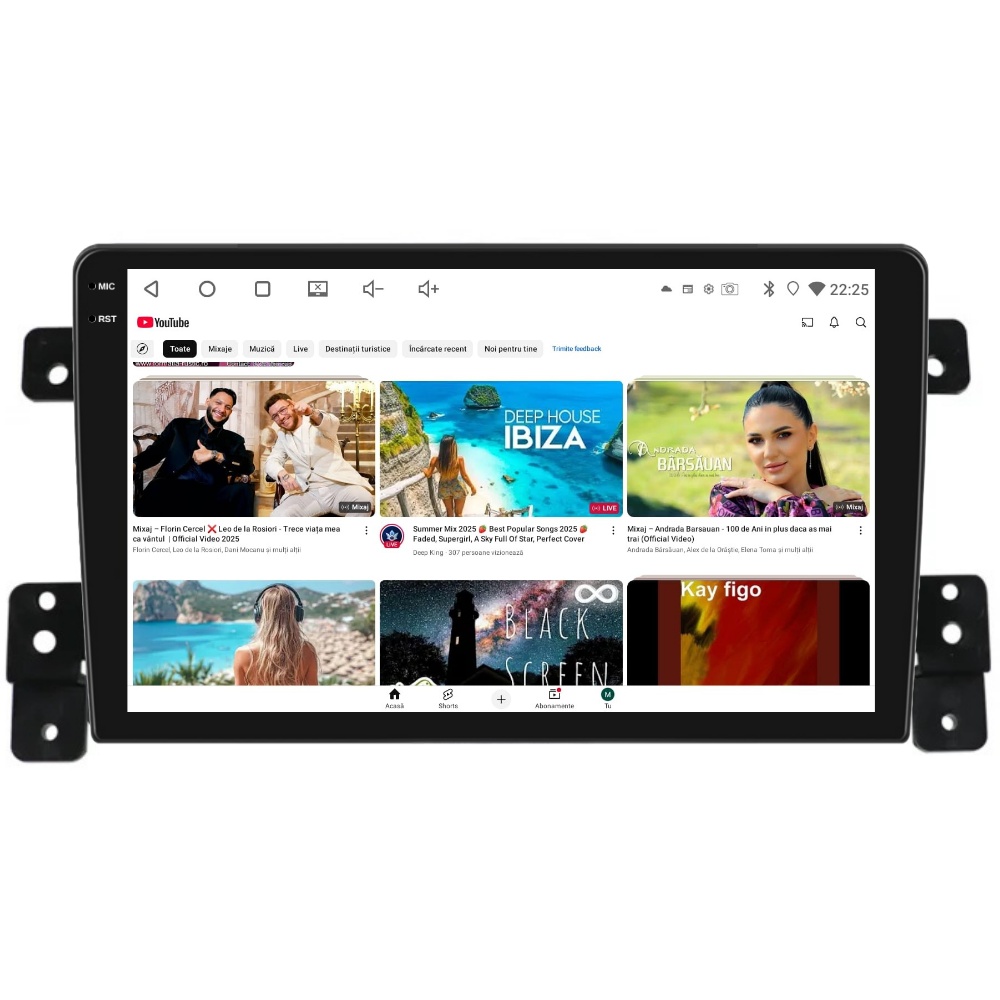 MIC
RST
22:25
YouTube
Toate Mixaje Muzică Live Destinații turistice Încărcate recent Noi pentru tine Trimite feedback
Mixaj
DEEP HOUSE
IBIZA
LIVE
ANDRADA
BÂRSĂUAN
Mixaj
Mixaj – Florin Cercel ❌ Leo de la Rosiori - Trece viața mea
ca vântul | Official Video 2025
Florin Cercel, Leo de la Rosiori, Dani Mocanu și mulți alții
LIVE
Summer Mix 2025 🍓 Best Popular Songs 2025 🍓
Faded, Supergirl, A Sky Full Of Star, Perfect Cover
Deep King · 307 persoane vizionează
Mixaj – Andrada Barsauan - 100 de Ani in plus daca as mai
trai (Official Video)
Andrada Bârsăuan, Alex de la Orăștie, Elena Toma și mulți alții
BLACK
SCREEN
Kay figo
Acasă Shorts Abonamente M Tu